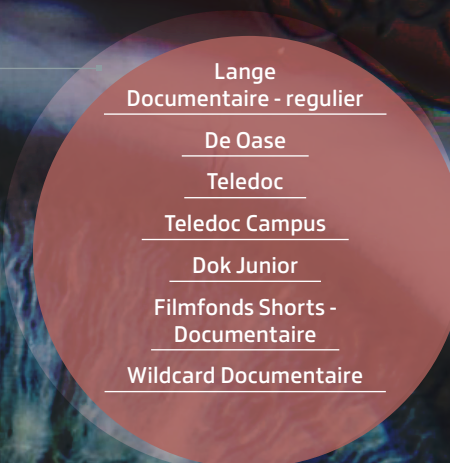 Lange
Documentaire - regulier
De Oase
Teledoc
Teledoc Campus
Dok Junior
Filmfonds Shorts -
Documentaire
Wildcard Documentaire